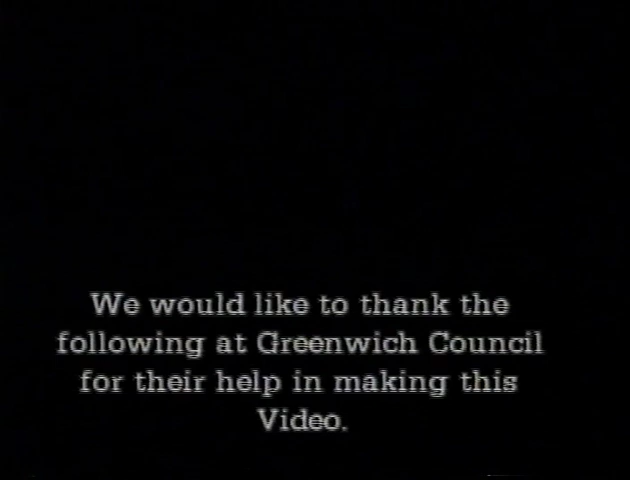 We would like to thank the
following at Greenwich Council
for their help in making this
Video.